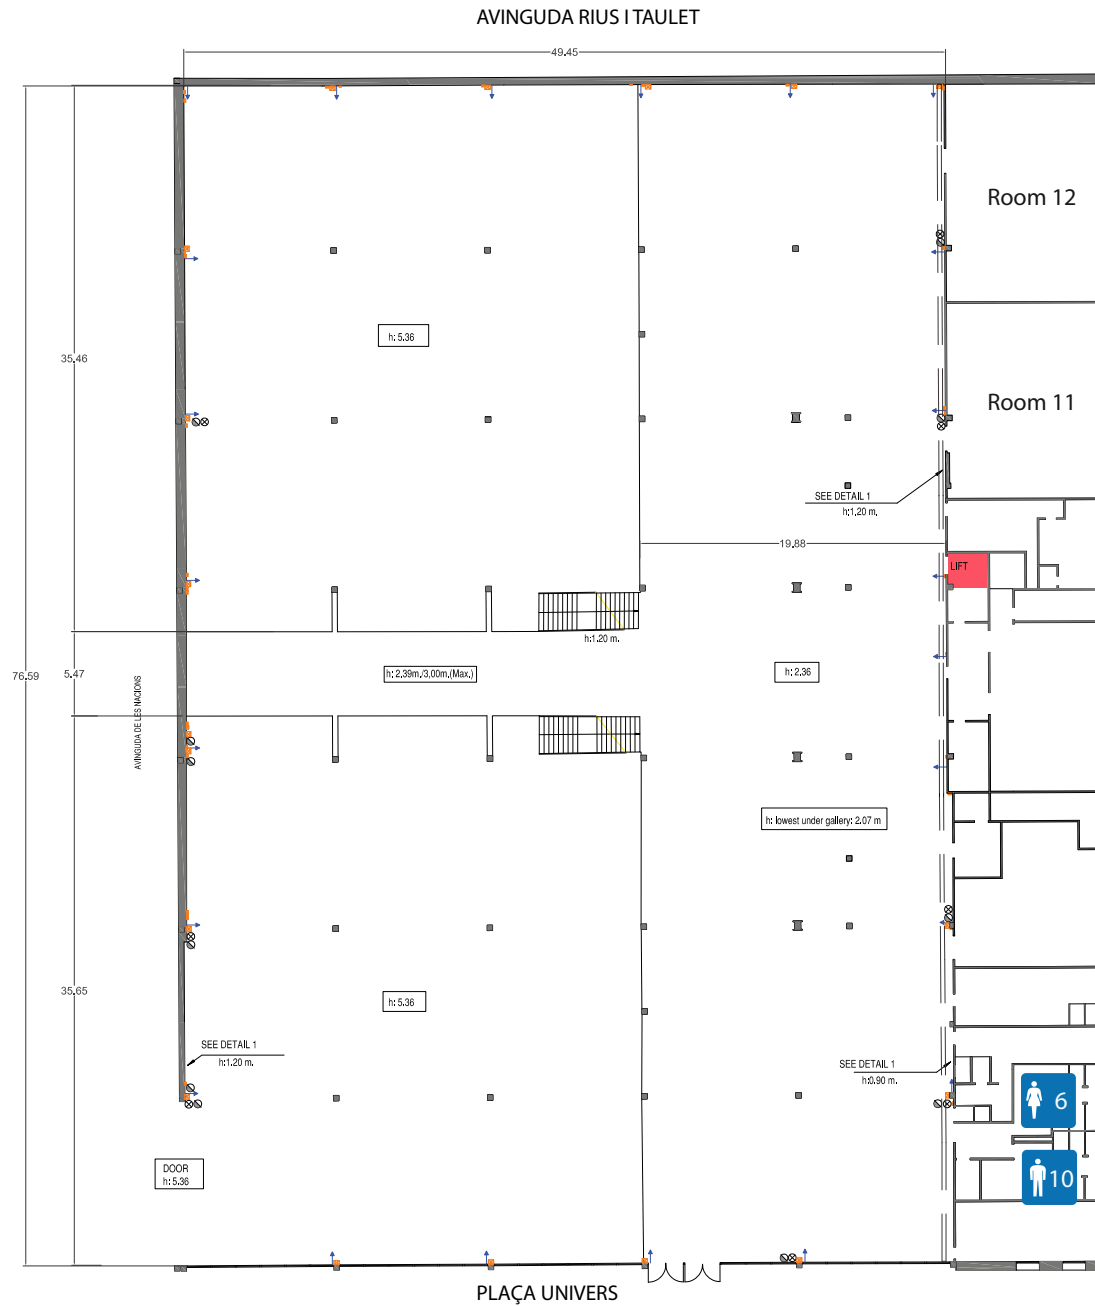 AVINGUDA RIUS I TAULET
49.45
Room 12
h: 5.36
35.46
Room 11
SEE DETAIL 1
h:1.20 m.
19.88
LIFT
h:1.20 m.
76.59
5.47
h: 2,39m./3,00m.(Max.)
h: 2.36
AVINGUDA DE LES NACIONS
h: lowest under gallery: 2.07 m
35.65
h: 5.36
SEE DETAIL 1
h:1.20 m.
SEE DETAIL 1
h:0.90 m.
6
DOOR
h: 5.36
10
PLAÇA UNIVERS